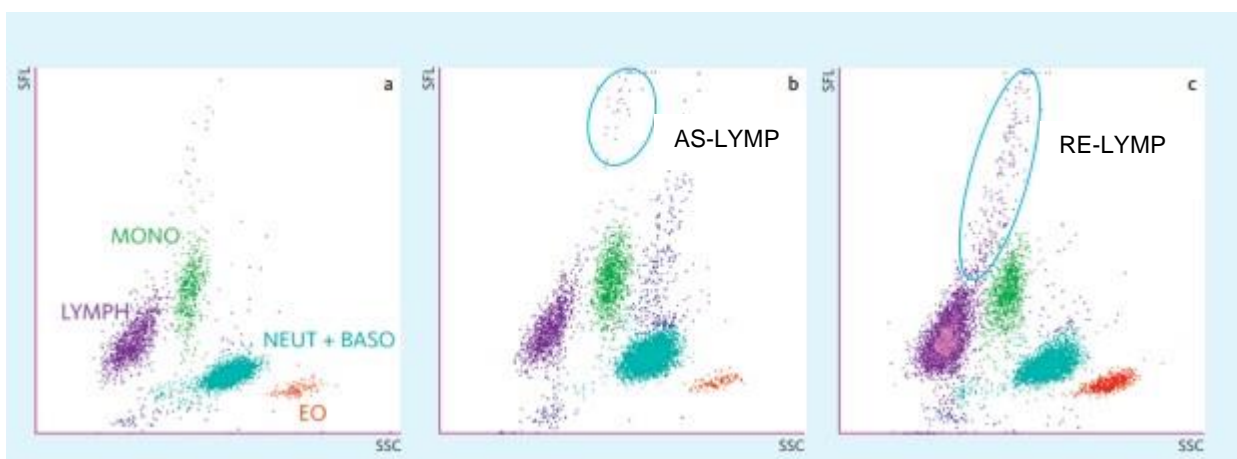 SFL
a
MONO
LYMPH
NEUT + BASO
EO
SSC
SFL
b
AS-LYMP
SSC
SFL
c
RE-LYMP
SSC